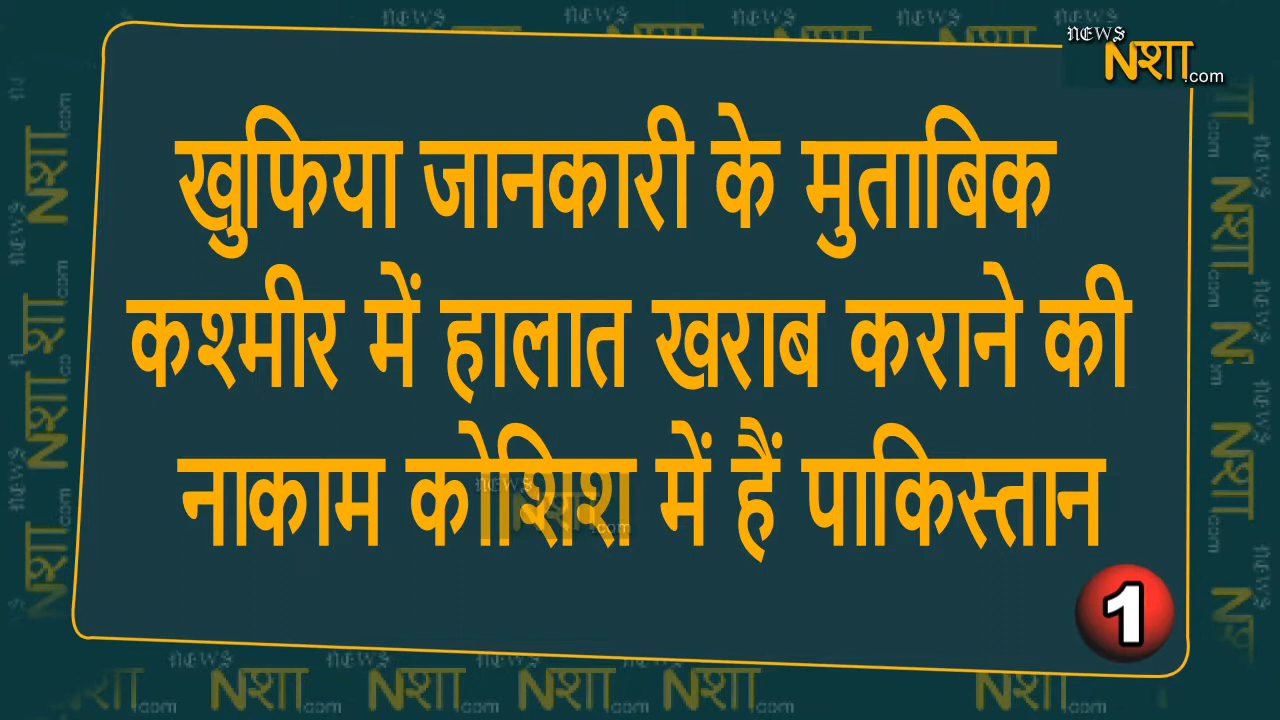 NEWS
Nशा.com
खुफिया जानकारी के मुताबिक
कश्मीर में हालात खराब कराने की
नाकाम कोशिश में हैं पाकिस्तान
1